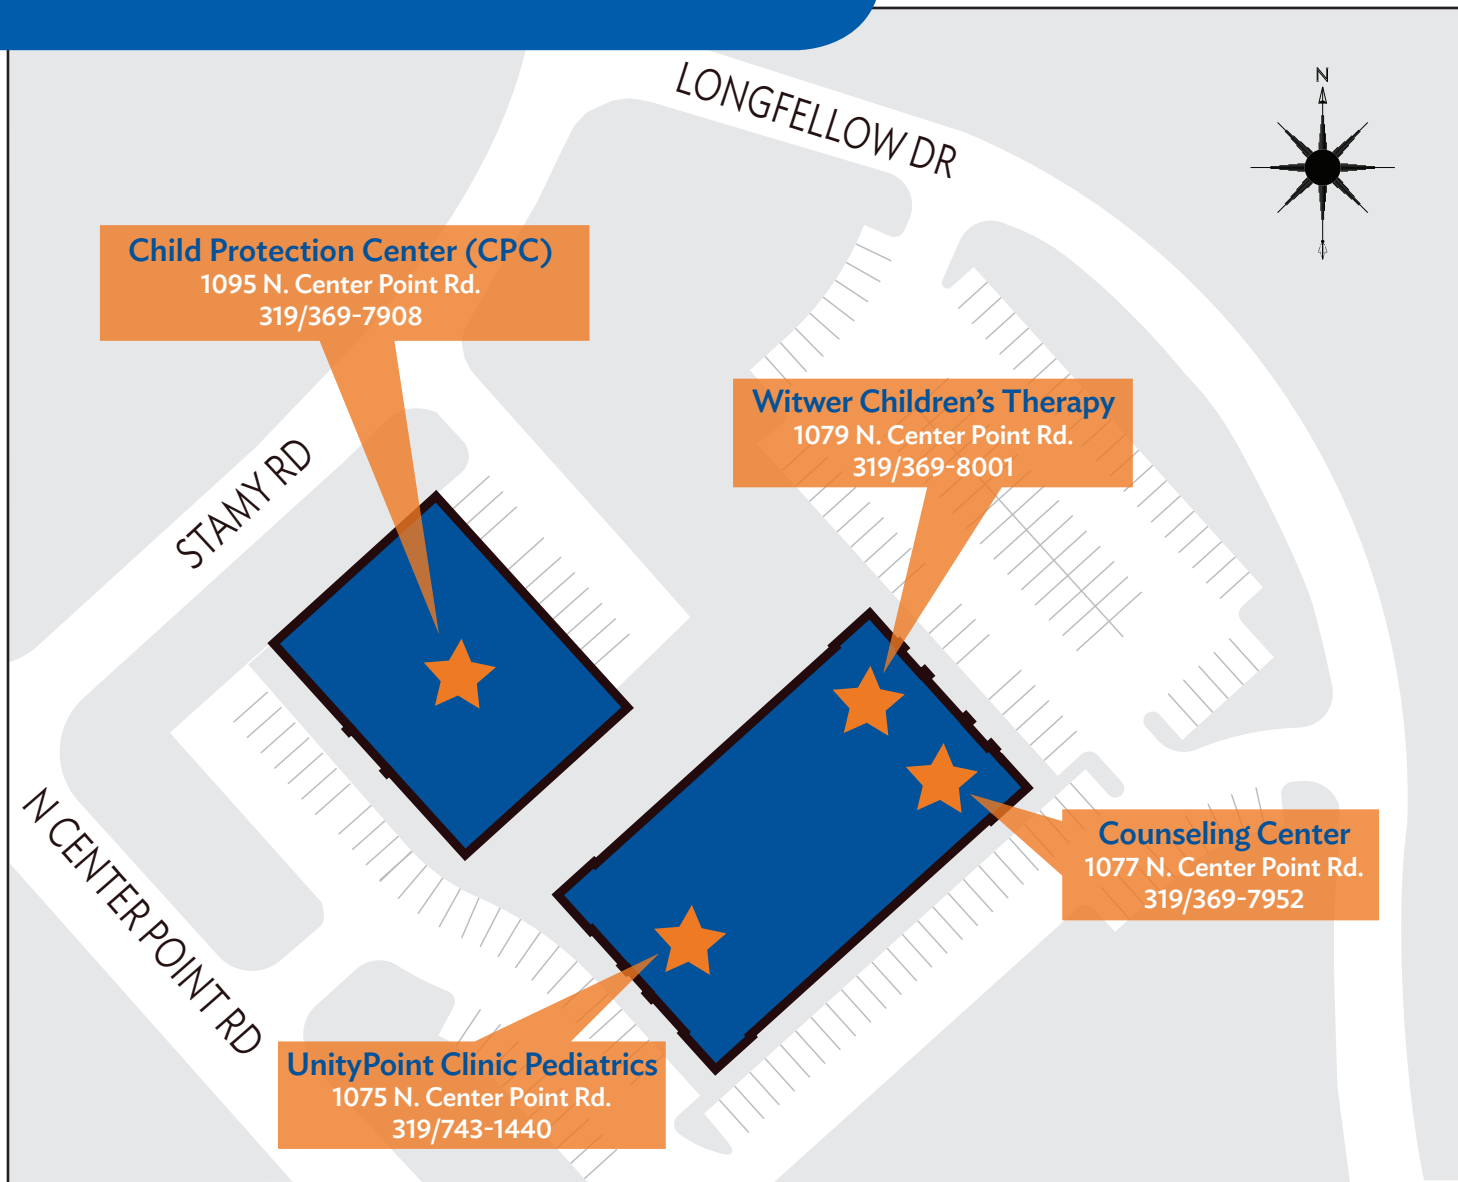 LONGFELLOW DR
N
Child Protection Center (CPC)
1095 N. Center Point Rd.
319/369-7908
Witwer Children's Therapy
1079 N. Center Point Rd.
319/369-8001
STAMY RD
N CENTER POINT RD
Counseling Center
1077 N. Center Point Rd.
319/369-7952
UnityPoint Clinic Pediatrics
1075 N. Center Point Rd.
319/743-1440